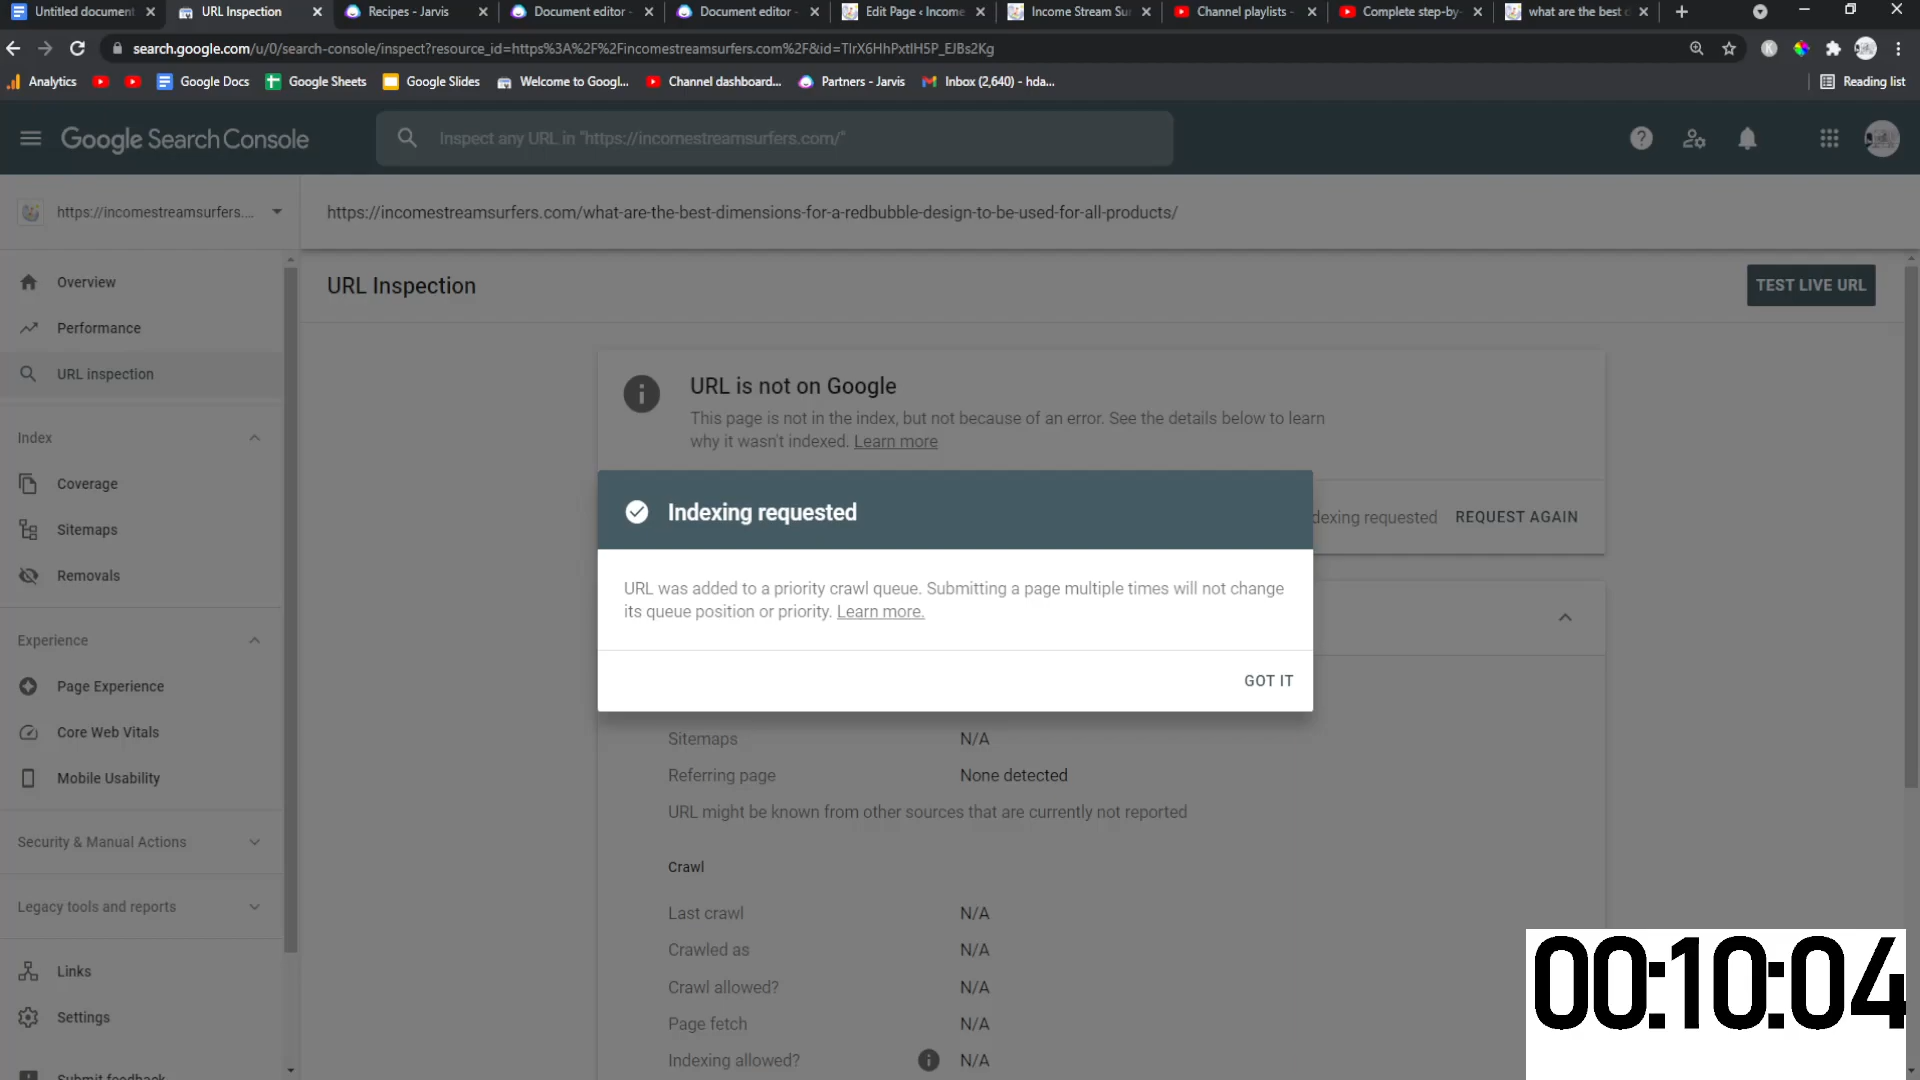 Untitled document
URL Inspection
Recipes - Jarvis
Document editor -
Document editor -
Edit Page ‹ Income
Income Stream Su
Channel playlists -
Complete step-by-
what are the best d
search.google.com/u/0/search-console/inspect?resource_id=https%3A%2F%2Fincomestreamsurfers.com%2F&id=TlrX6HhPxtIH5P_EJBs2Kg
Analytics
Google Docs
Google Sheets
Google Slides
Welcome to Googl...
Channel dashboard...
Partners - Jarvis
Inbox (2,640) - hda...
Reading list
Google Search Console
Inspect any URL in "https://incomestreamsurfers.com/"
https://incomestreamsurfers....
https://incomestreamsurfers.com/what-are-the-best-dimensions-for-a-redbubble-design-to-be-used-for-all-products/
Overview
Performance
URL inspection
Index
Coverage
Sitemaps
Removals
Experience
Page Experience
Core Web Vitals
Mobile Usability
Security & Manual Actions
Legacy tools and reports
Links
Settings
Submit feedback
URL Inspection
TEST LIVE URL
URL is not on Google
This page is not in the index, but not because of an error. See the details below to learn
why it wasn't indexed. Learn more
dexing requested
REQUEST AGAIN
Indexing requested
URL was added to a priority crawl queue. Submitting a page multiple times will not change
its queue position or priority. Learn more.
GOT IT
Sitemaps N/A
Referring page None detected
URL might be known from other sources that are currently not reported
Crawl
Last crawl N/A
Crawled as N/A
Crawl allowed? N/A
Page fetch N/A
Indexing allowed? N/A
00:10:04